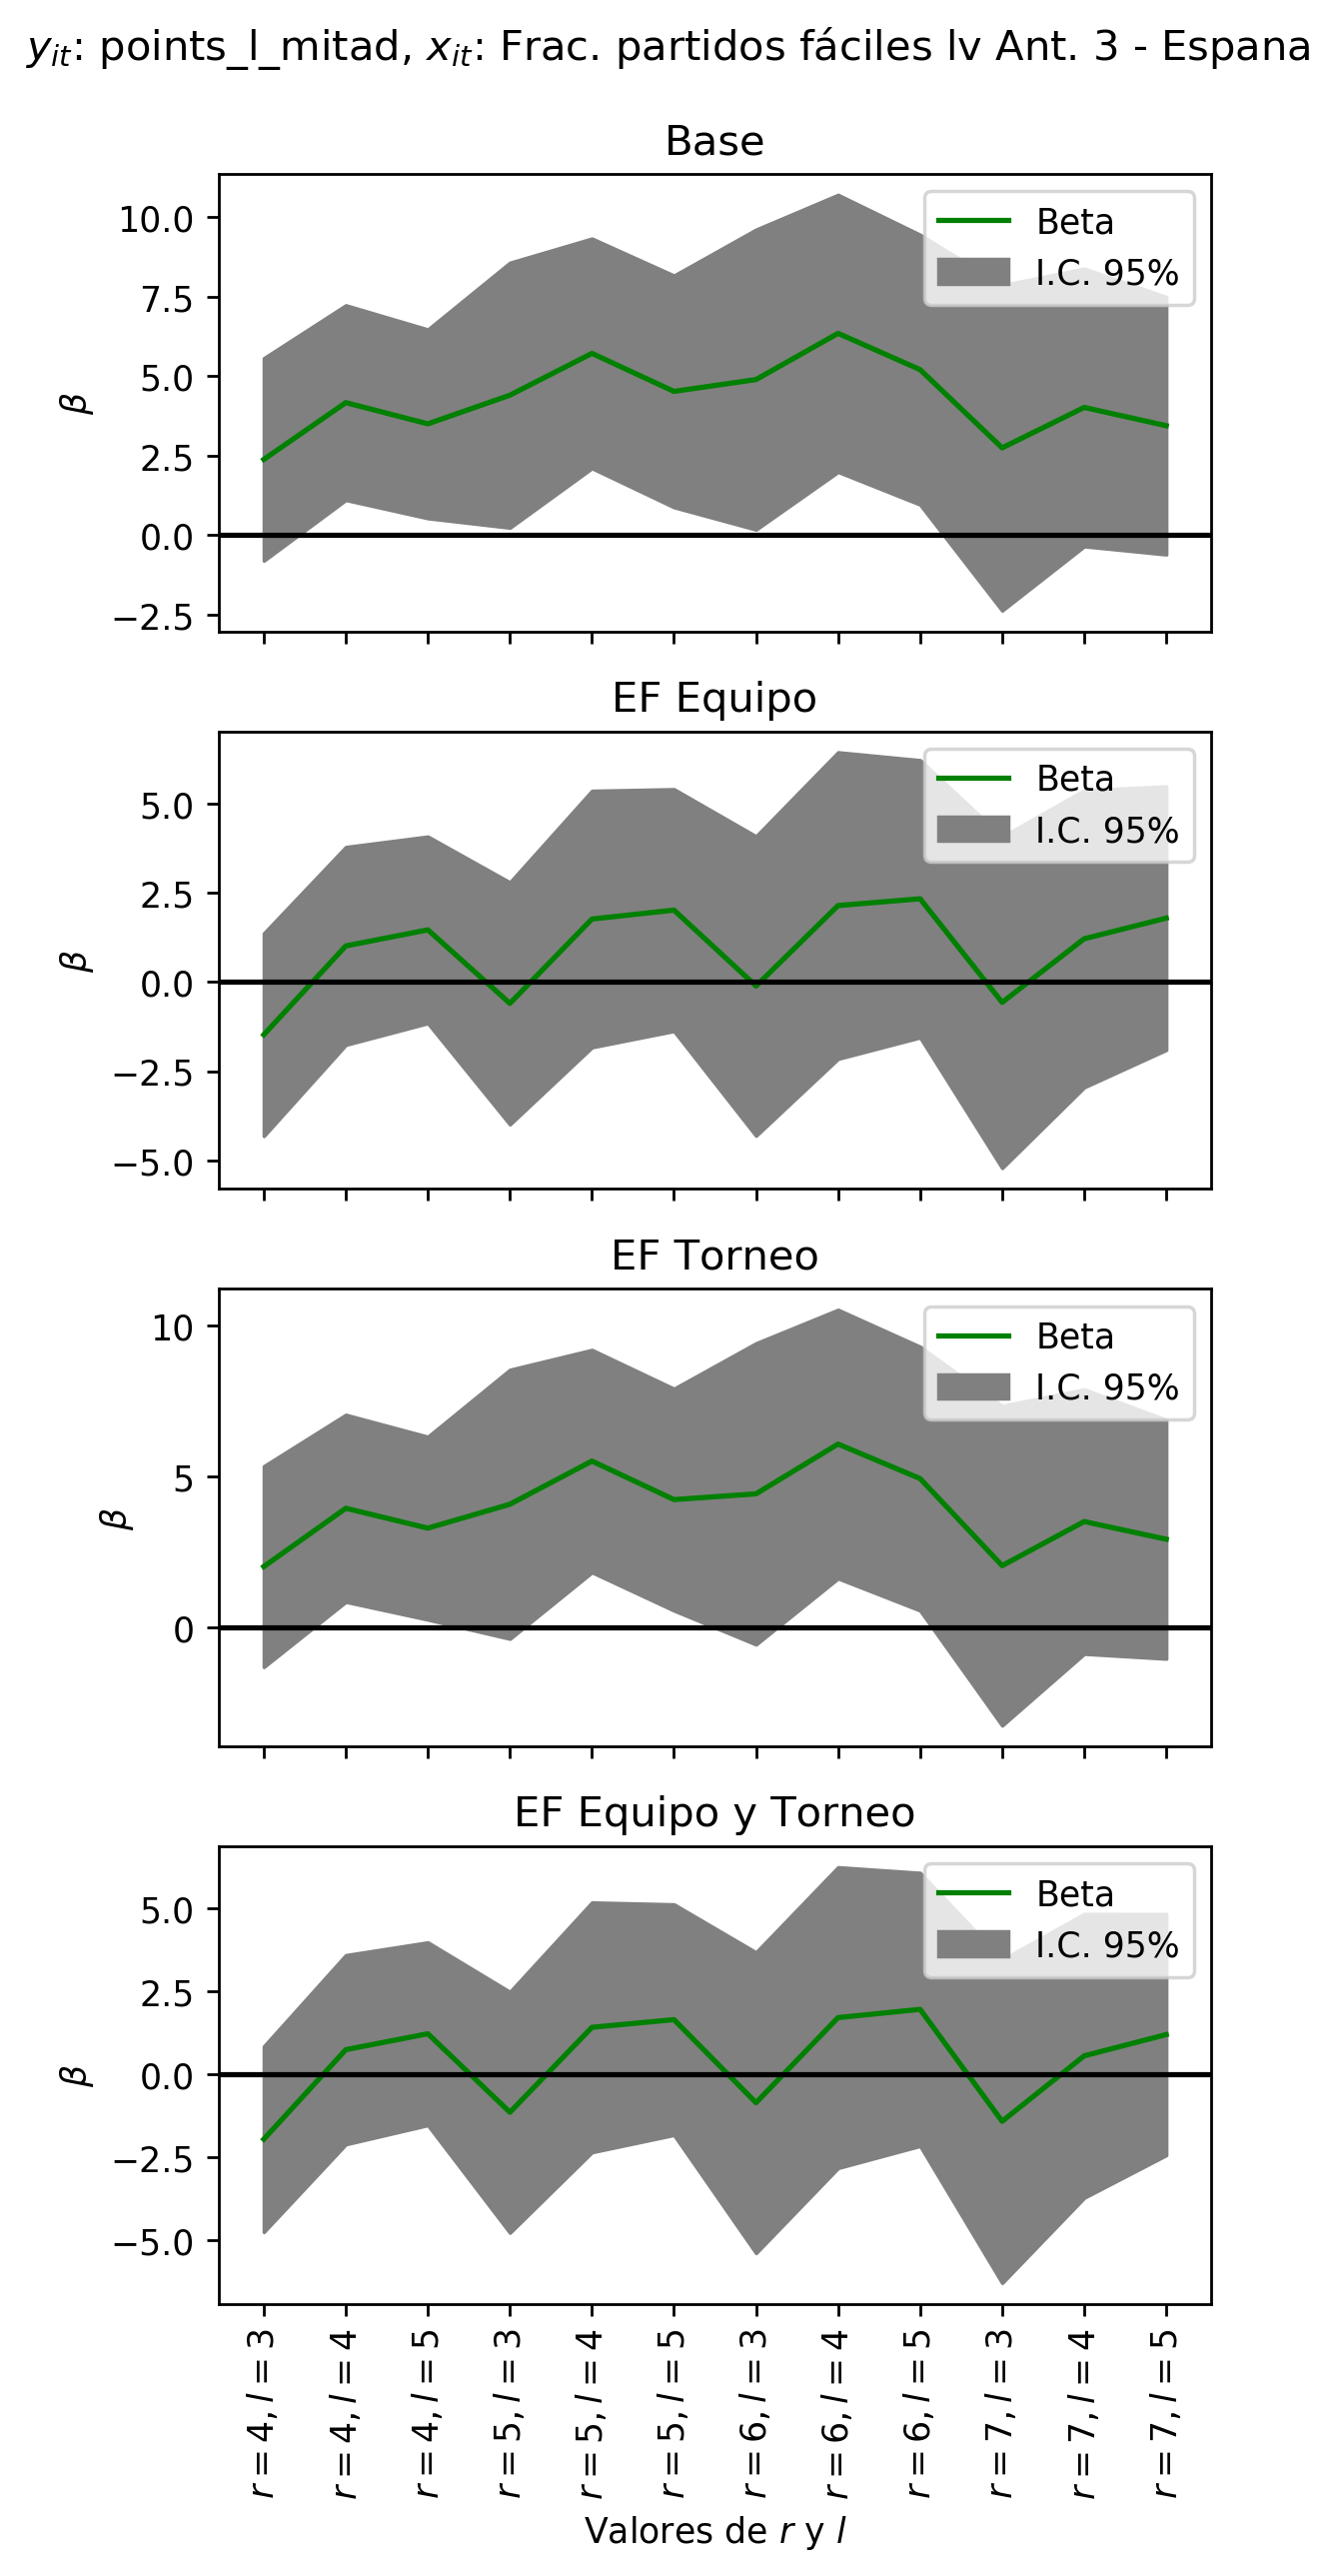 y_it: points_l_mitad, x_it: Frac. partidos fáciles lv Ant. 3 - Espana
Base
Beta
I.C. 95%
10.0
7.5
5.0
2.5
0.0
−2.5
β
EF Equipo
Beta
I.C. 95%
5.0
2.5
0.0
−2.5
−5.0
β
EF Torneo
Beta
I.C. 95%
10
5
0
β
EF Equipo y Torneo
Beta
I.C. 95%
5.0
2.5
0.0
−2.5
−5.0
β
r = 4, l = 3
r = 4, l = 4
r = 4, l = 5
r = 5, l = 3
r = 5, l = 4
r = 5, l = 5
r = 6, l = 3
r = 6, l = 4
r = 6, l = 5
r = 7, l = 3
r = 7, l = 4
r = 7, l = 5
Valores de r y l